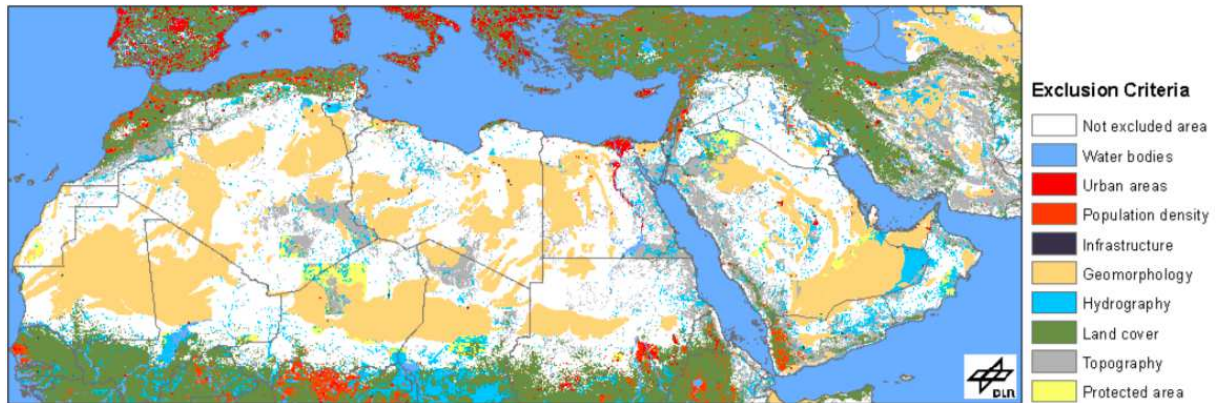 Exclusion Criteria
Not excluded area
Water bodies
Urban areas
Population density
Infrastructure
Geomorphology
Hydrography
Land cover
Topography
Protected area
DLR